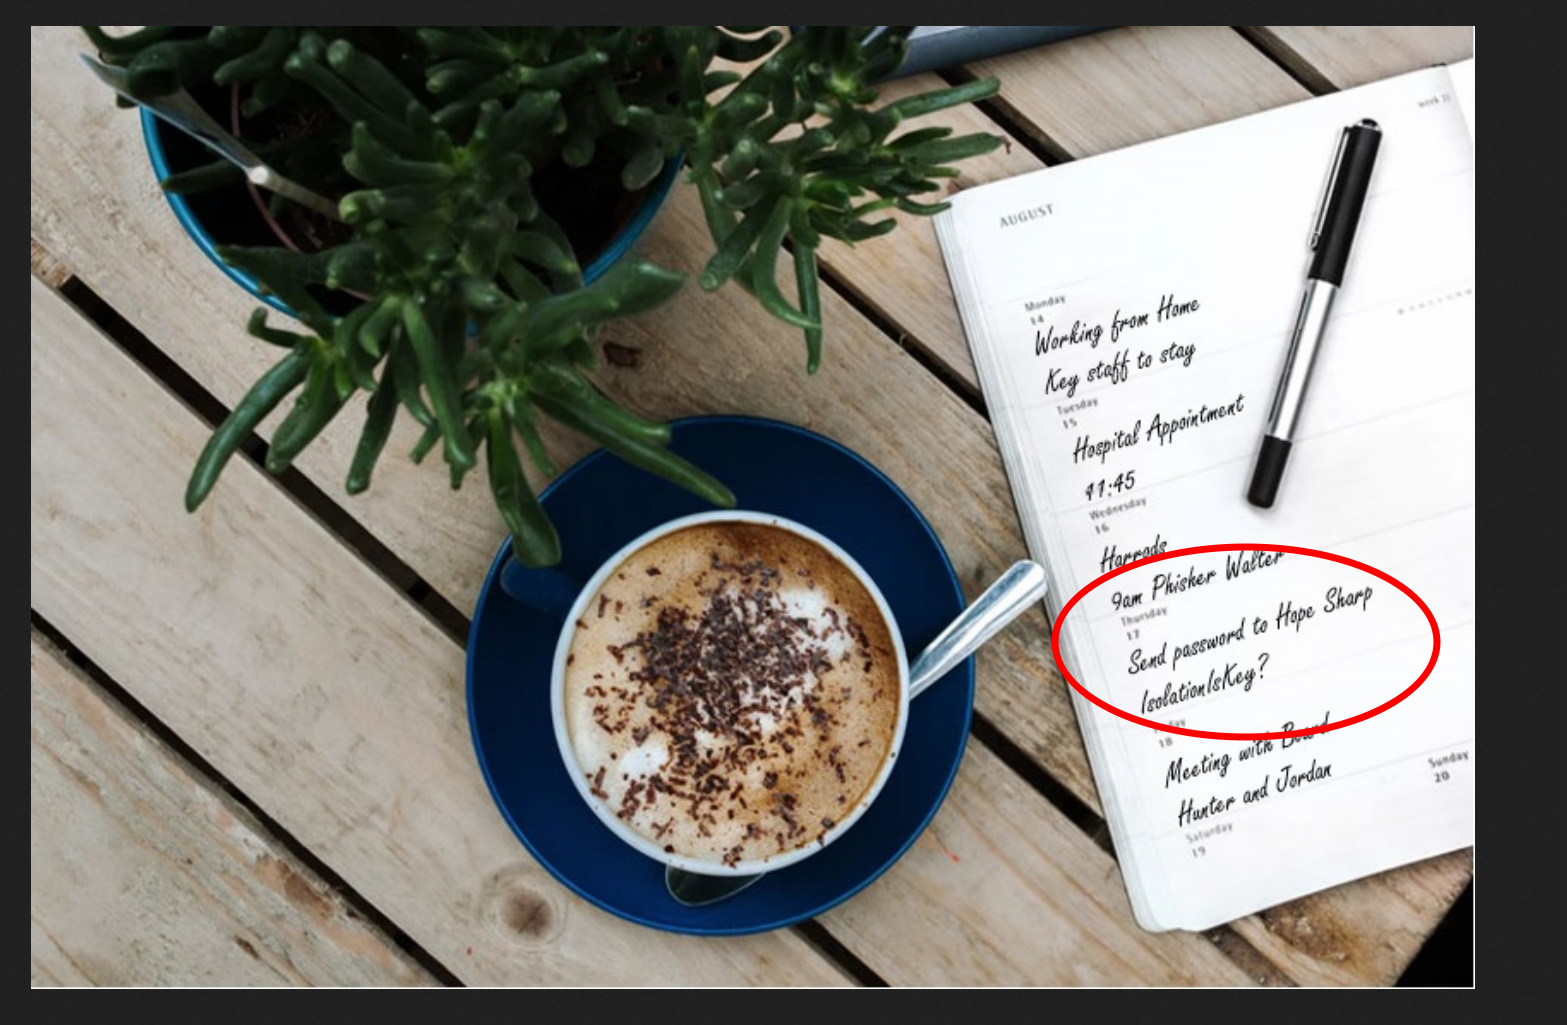 week 33
AUGUST
Monday
14
Working from Home
Key staff to stay
Tuesday
15
Hospital Appointment
11:45
Wednesday
16
Harrods
9am Phisher Walter
Thursday
17
Send password to Hope Sharp
IsolationIsKey?
18
Meeting with Board
Hunter and Jordan
Saturday
19
Sunday
20